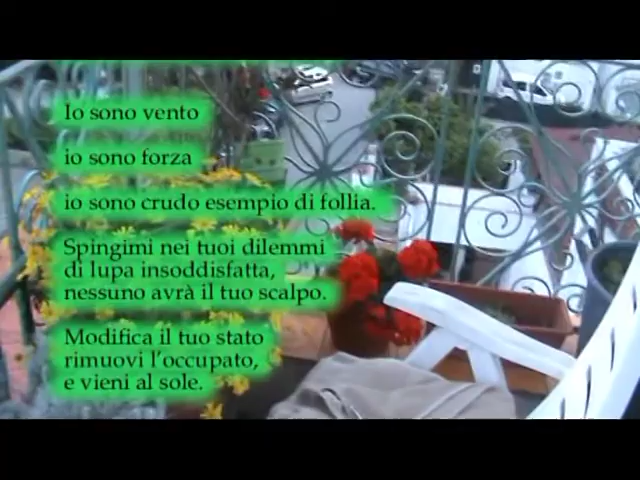 Io sono vento
io sono forza
io sono crudo esempio di follia.
Spingimi nei tuoi dilemmi
di lupa insoddisfatta,
nessuno avrà il tuo scalpo.
Modifica il tuo stato
rimuovi l'occupato,
e vieni al sole.